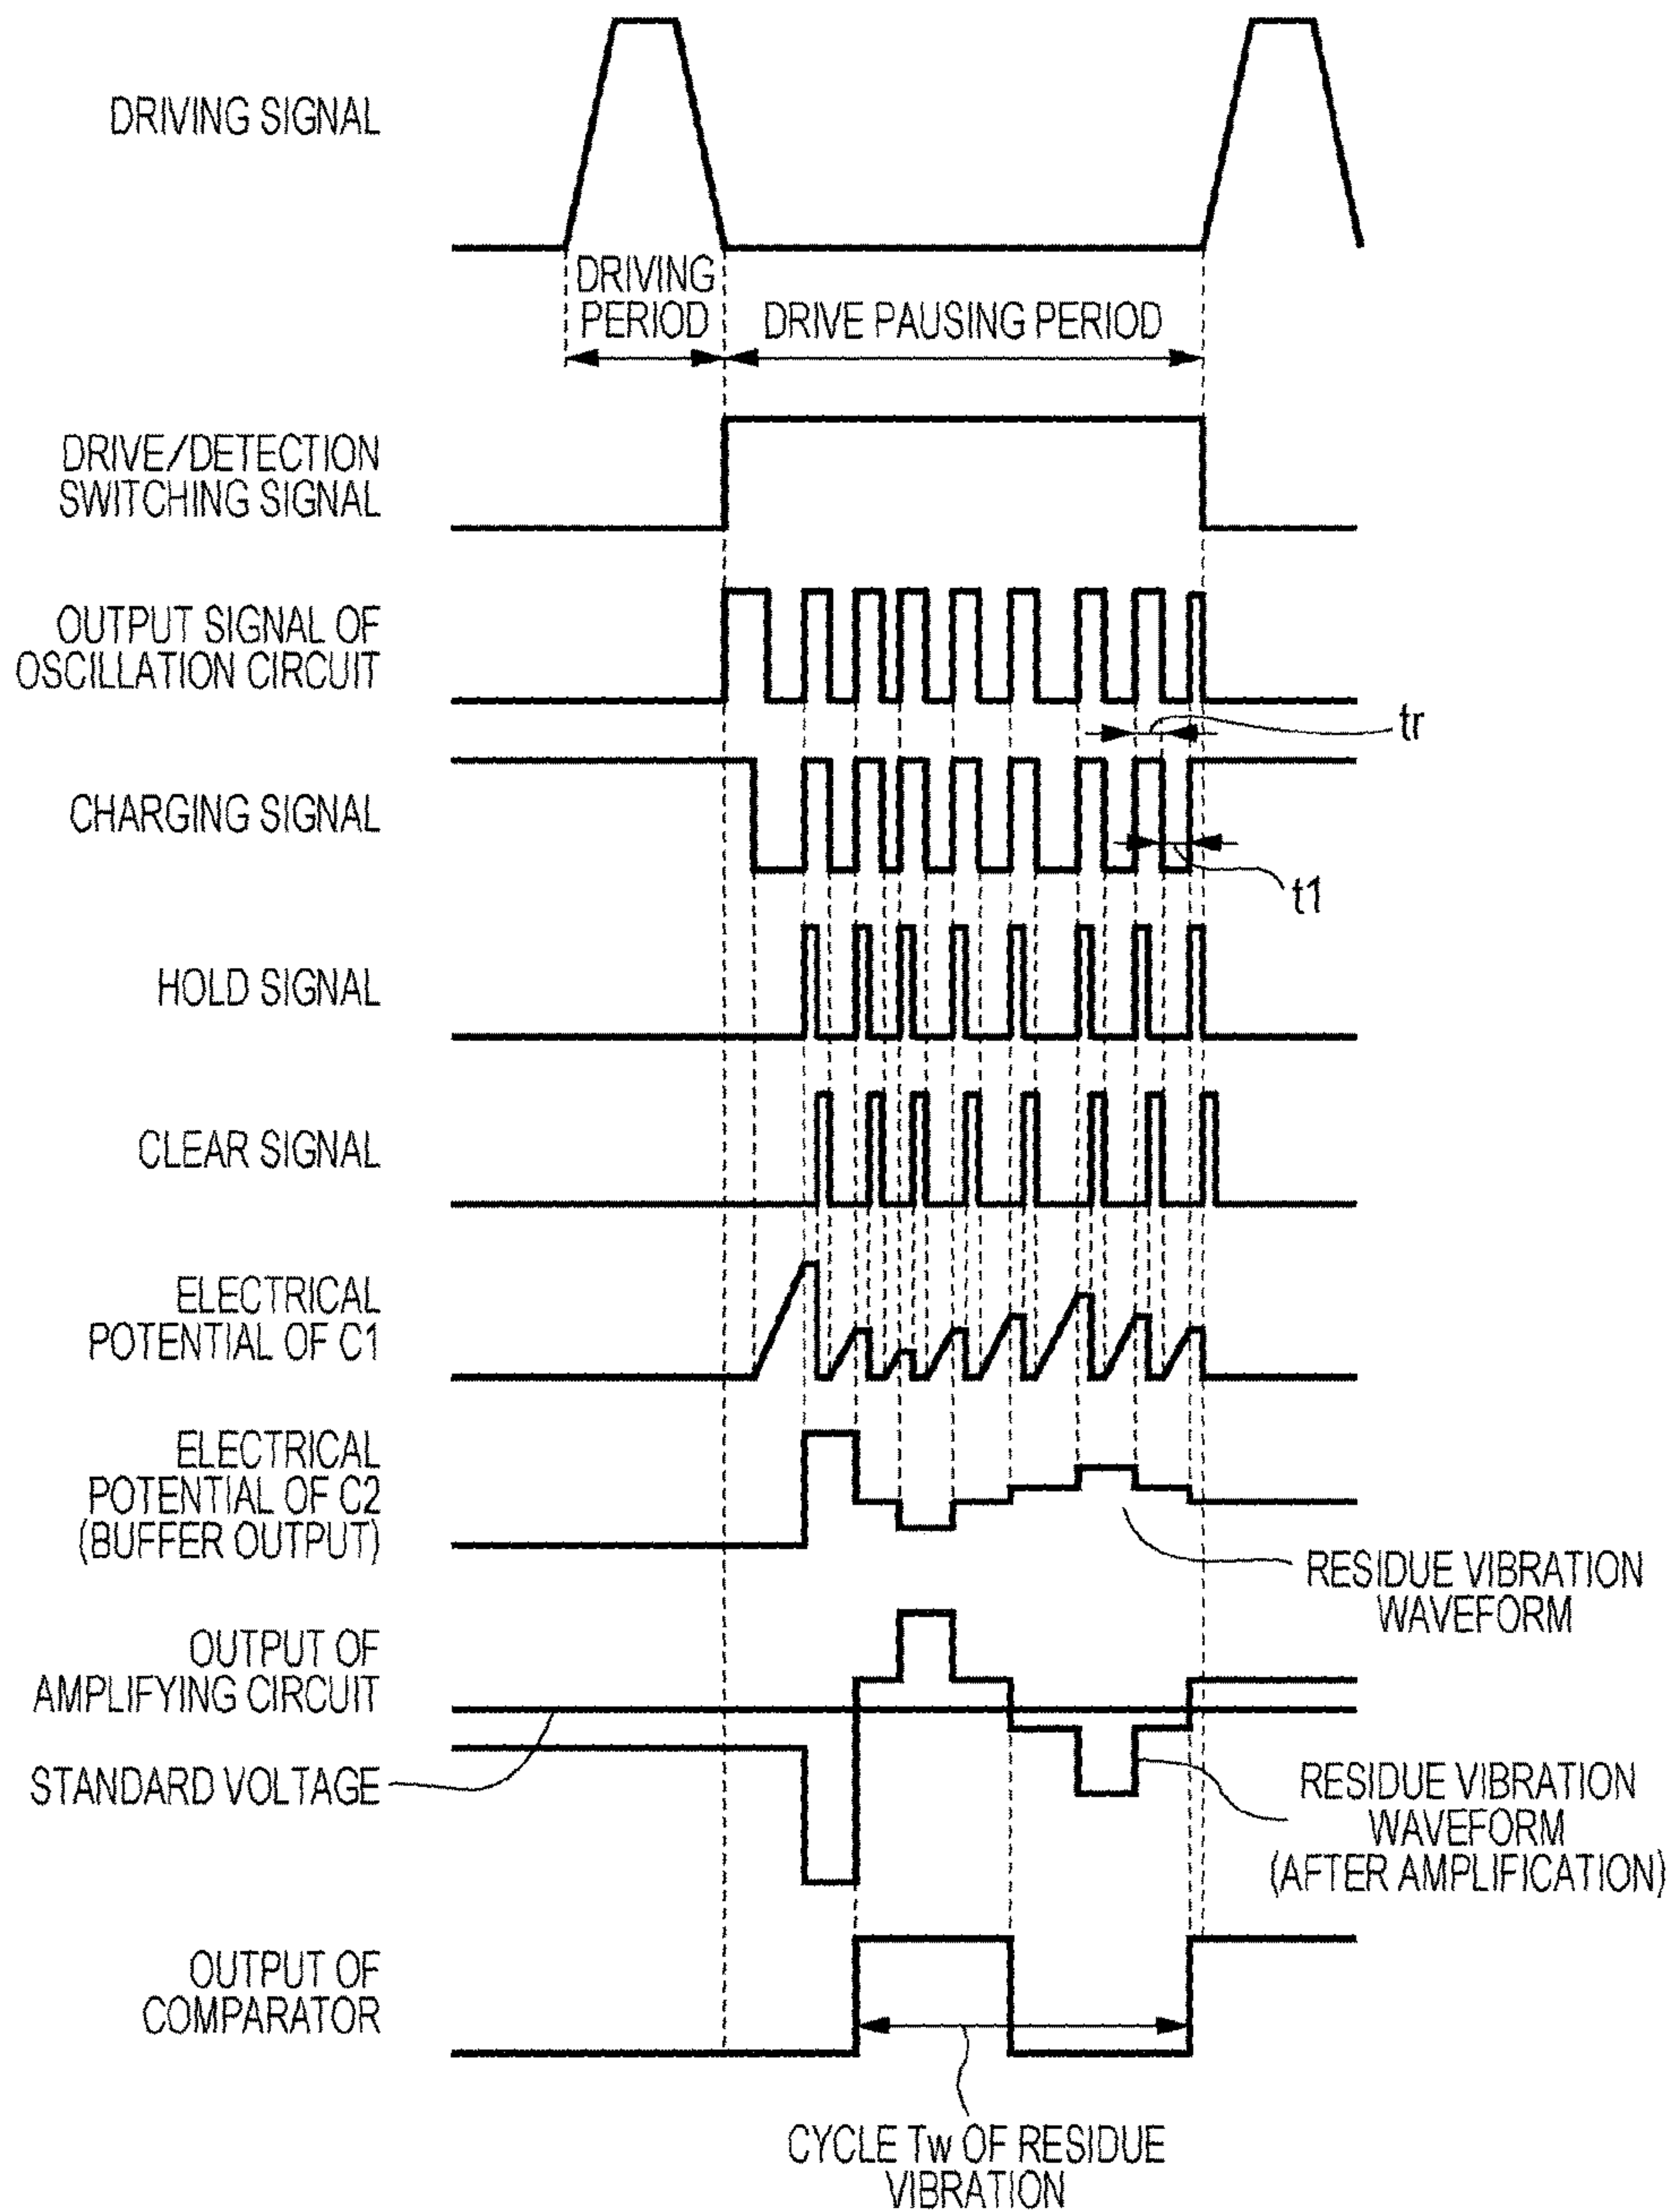 DRIVING SIGNAL
DRIVING
PERIOD
DRIVE PAUSING PERIOD
DRIVE/DETECTION
SWITCHING SIGNAL
OUTPUT SIGNAL OF
OSCILLATION CIRCUIT
tr
CHARGING SIGNAL
t1
HOLD SIGNAL
CLEAR SIGNAL
ELECTRICAL
POTENTIAL OF C1
ELECTRICAL
POTENTIAL OF C2
(BUFFER OUTPUT)
RESIDUE VIBRATION
WAVEFORM
OUTPUT OF
AMPLIFYING CIRCUIT
STANDARD VOLTAGE
RESIDUE VIBRATION
WAVEFORM
(AFTER AMPLIFICATION)
OUTPUT OF
COMPARATOR
CYCLE Tw OF RESIDUE
VIBRATION